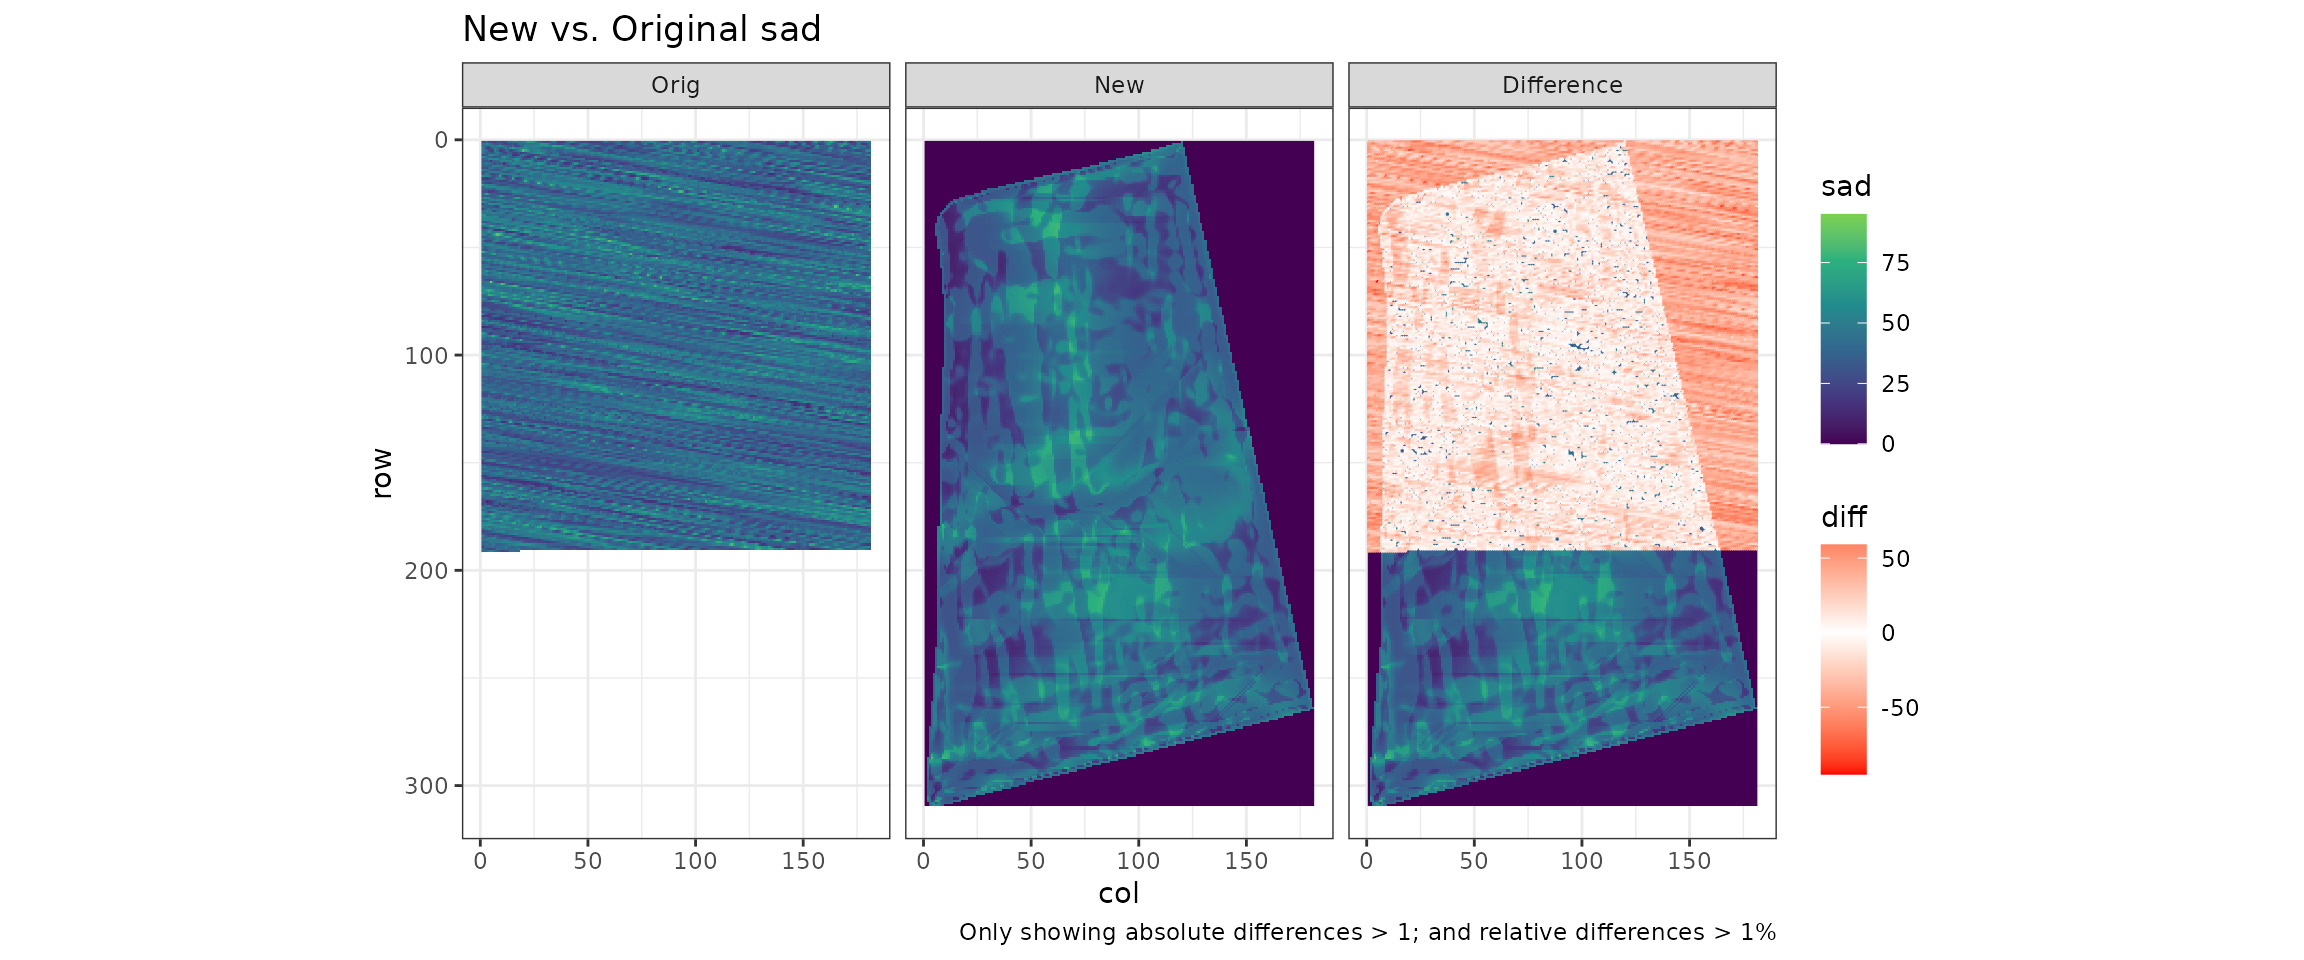 New vs. Original sad
Orig
New
Difference
0
100
200
300
row
0 50 100 150
0 50 100 150
0 50 100 150
col
sad
75
50
25
0
diff
50
0
-50
Only showing absolute differences > 1; and relative differences > 1%